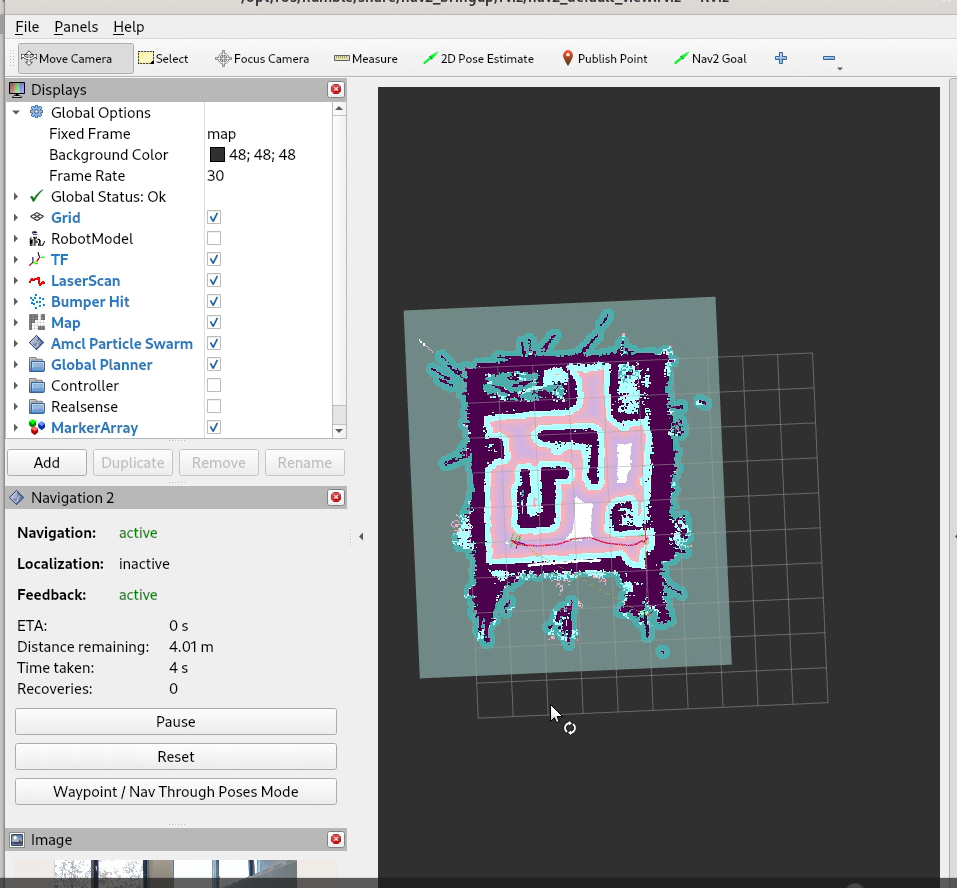 File Panels Help
Move Camera Select Focus Camera Measure 2D Pose Estimate Publish Point Nav2 Goal
Displays
Global Options
Fixed Frame map
Background Color 48; 48; 48
Frame Rate 30
Global Status: Ok
Grid
RobotModel
TF
LaserScan
Bumper Hit
Map
Amcl Particle Swarm
Global Planner
Controller
Realsense
MarkerArray
Add Duplicate Remove Rename
Navigation 2
Navigation: active
Localization: inactive
Feedback: active
ETA: 0 s
Distance remaining: 4.01 m
Time taken: 4 s
Recoveries: 0
Pause
Reset
Waypoint / Nav Through Poses Mode
Image